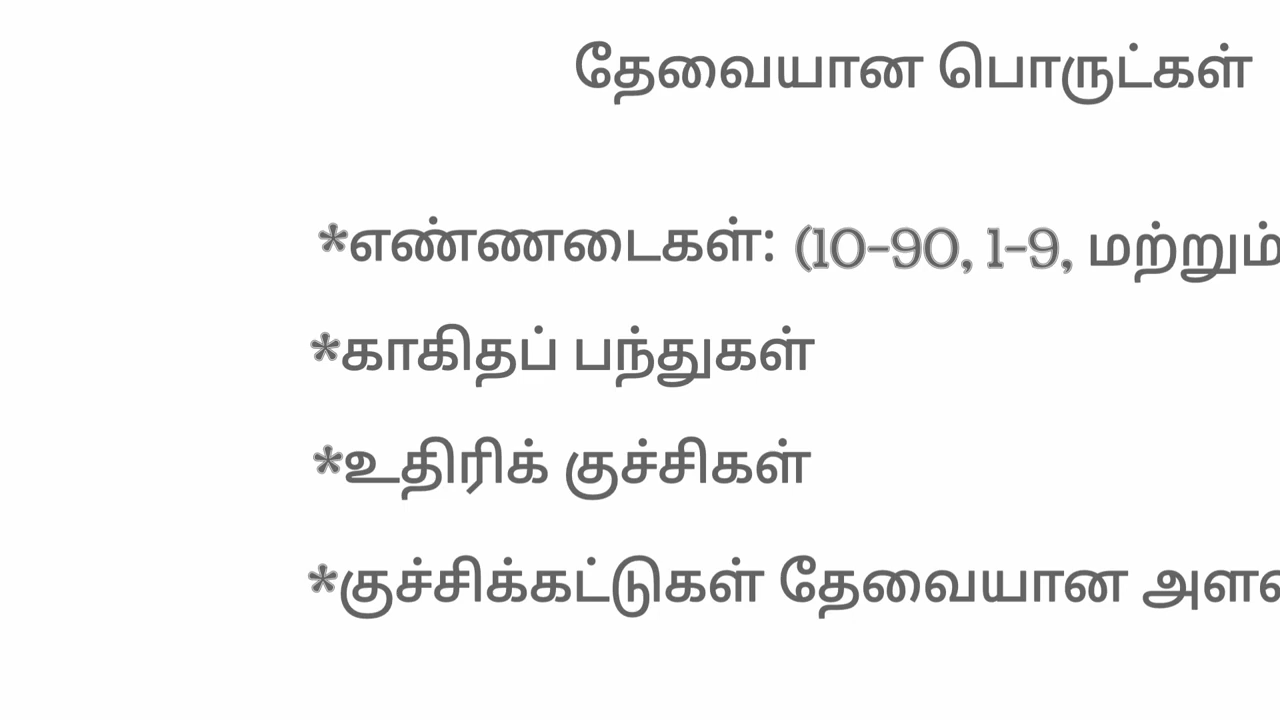 தேவையான பொருட்கள்
*எண்ணடைகள்: (10-90, 1-9, மற்றும்
*காகிதப் பந்துகள்
*உதிரிக் குச்சிகள்
*குச்சிக்கட்டுகள் தேவையான